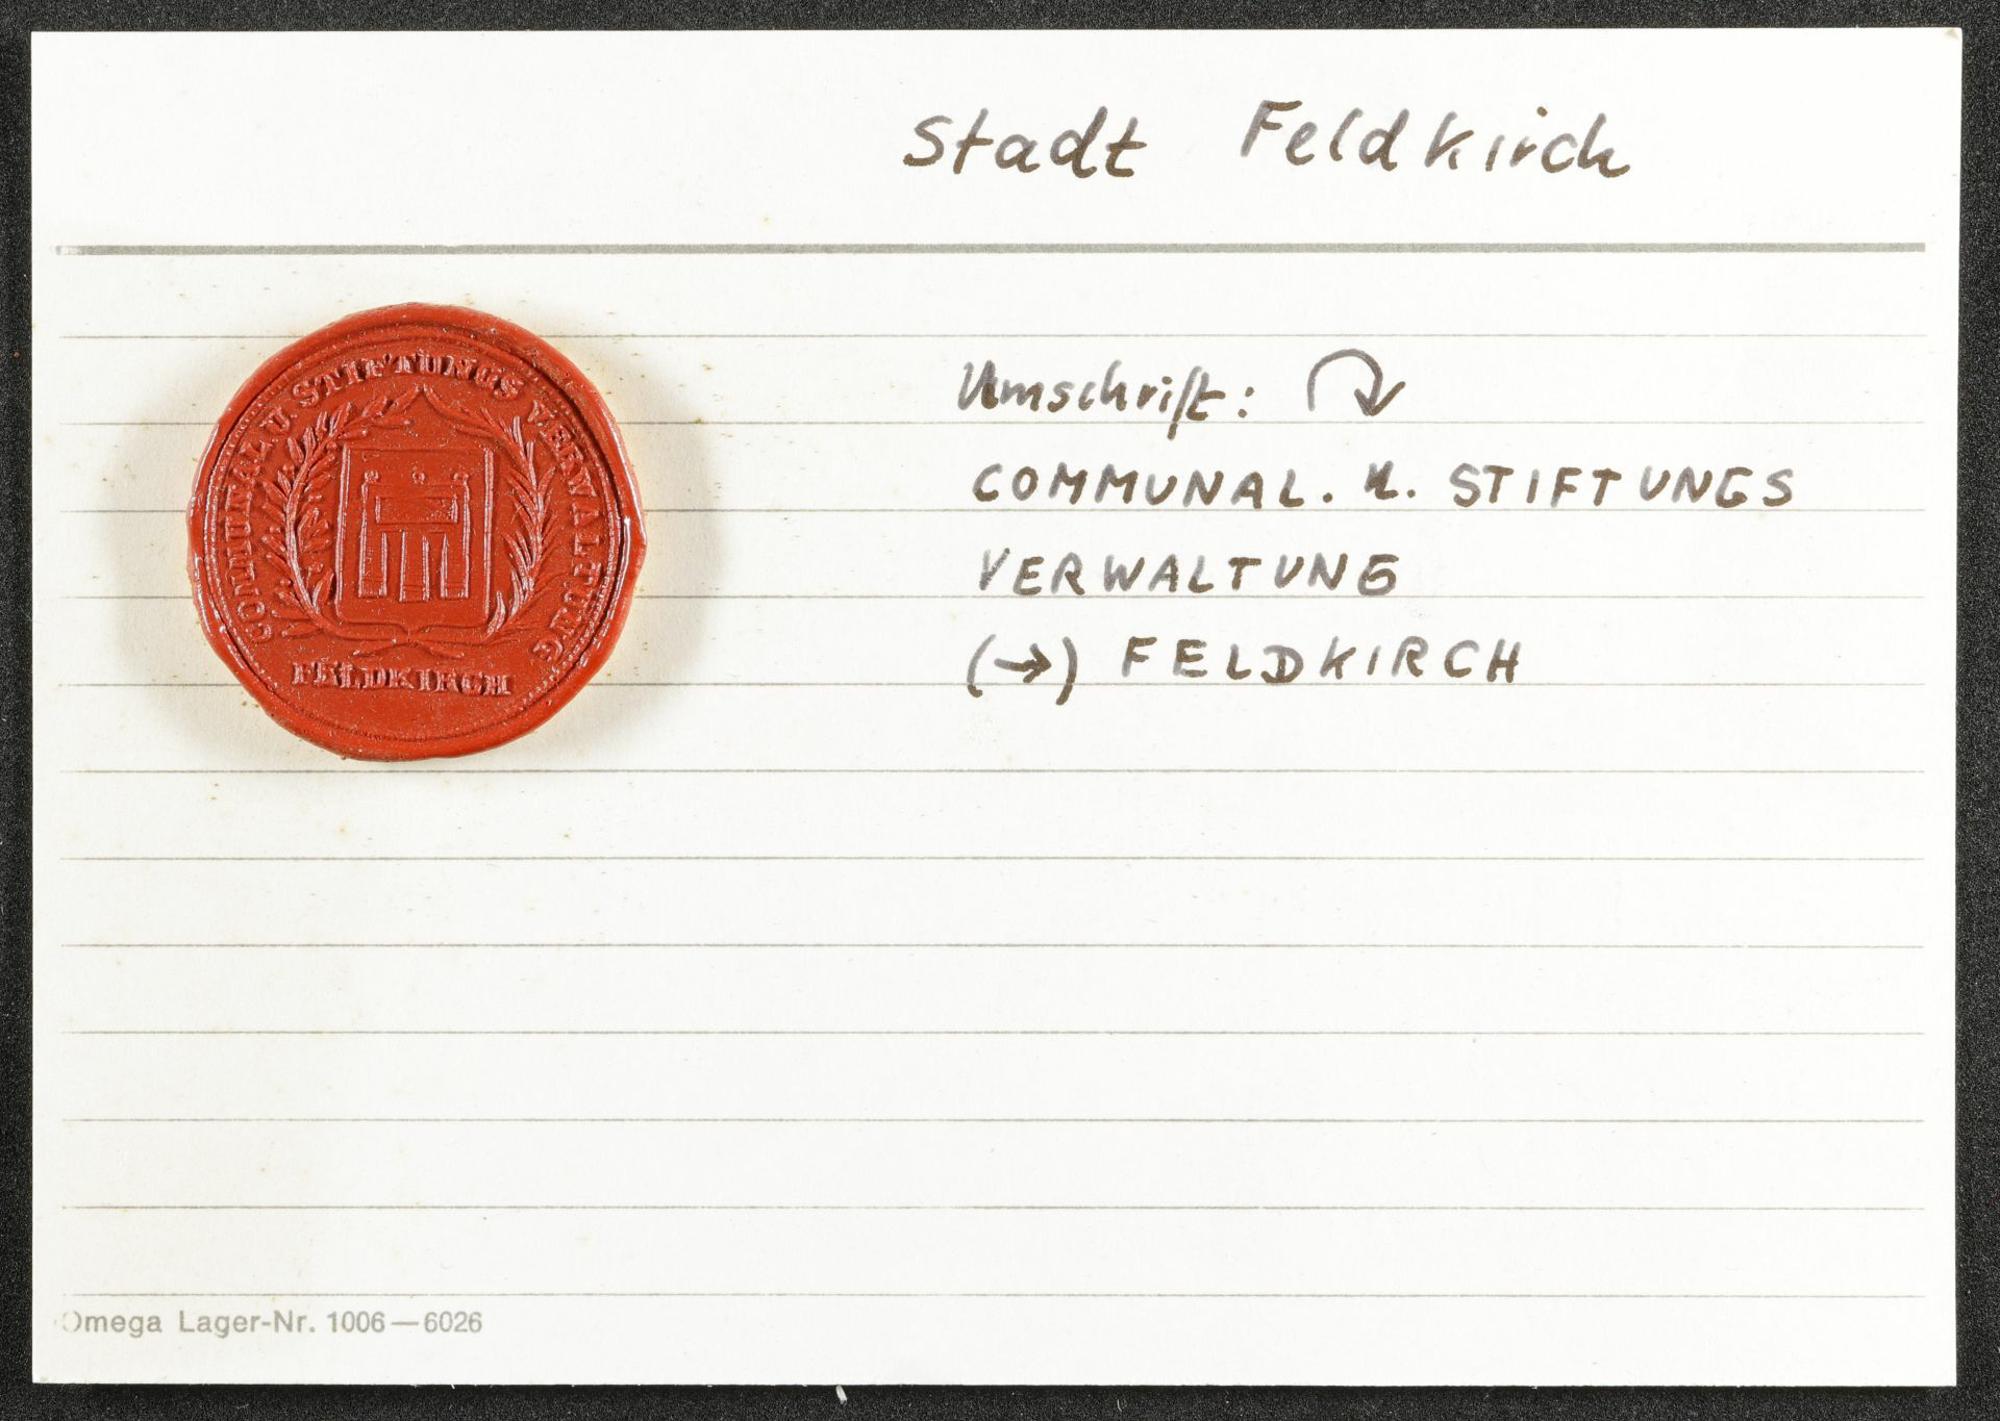 Stadt Feldkirch
COMMUNAL U STIFTUNGS VERWALTUNG
FELDKIRCH
Umschrift:
COMMUNAL. U. STIFTUNGS
VERWALTUNG
(→) FELDKIRCH
Omega Lager-Nr. 1006—6026